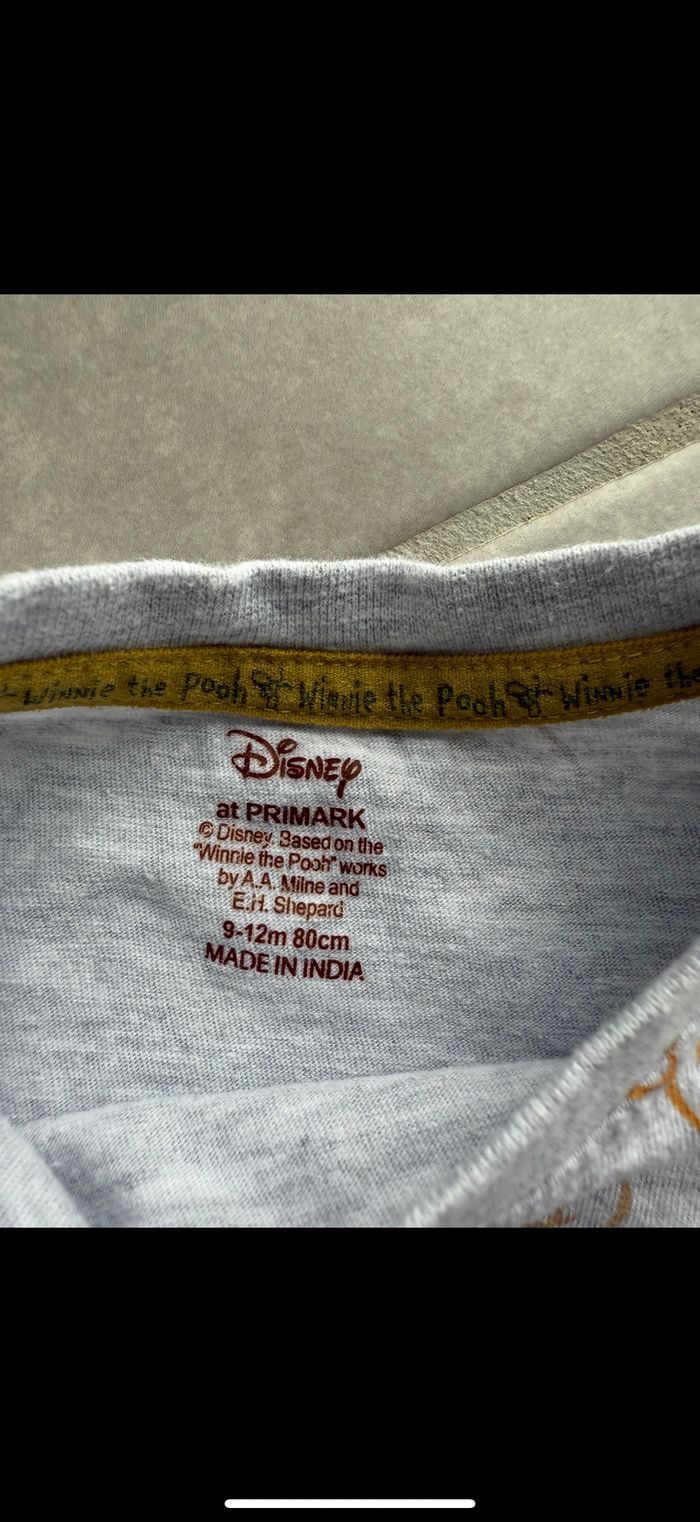 Winnie the Pooh Winnie the Pooh Winnie the
Disney
at PRIMARK
© Disney. Based on the
"Winnie the Pooh" works
by A.A. Milne and
E.H. Shepard
9-12m 80cm
MADE IN INDIA